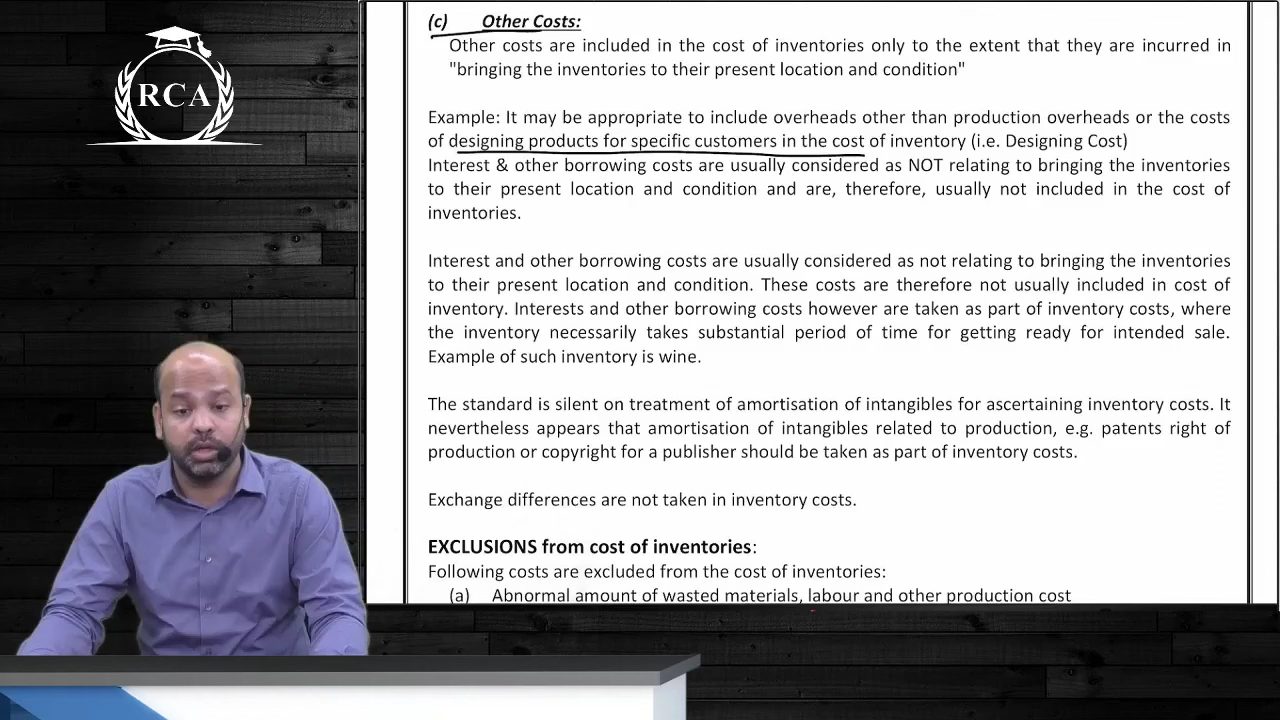 RCA
(c) Other Costs:
Other costs are included in the cost of inventories only to the extent that they are incurred in
"bringing the inventories to their present location and condition"
Example: It may be appropriate to include overheads other than production overheads or the costs
of designing products for specific customers in the cost of inventory (i.e. Designing Cost)
Interest & other borrowing costs are usually considered as NOT relating to bringing the inventories
to their present location and condition and are, therefore, usually not included in the cost of
inventories.
Interest and other borrowing costs are usually considered as not relating to bringing the inventories
to their present location and condition. These costs are therefore not usually included in cost of
inventory. Interests and other borrowing costs however are taken as part of inventory costs, where
the inventory necessarily takes substantial period of time for getting ready for intended sale.
Example of such inventory is wine.
The standard is silent on treatment of amortisation of intangibles for ascertaining inventory costs. It
nevertheless appears that amortisation of intangibles related to production, e.g. patents right of
production or copyright for a publisher should be taken as part of inventory costs.
Exchange differences are not taken in inventory costs.
EXCLUSIONS from cost of inventories:
Following costs are excluded from the cost of inventories:
(a) Abnormal amount of wasted materials, labour and other production cost